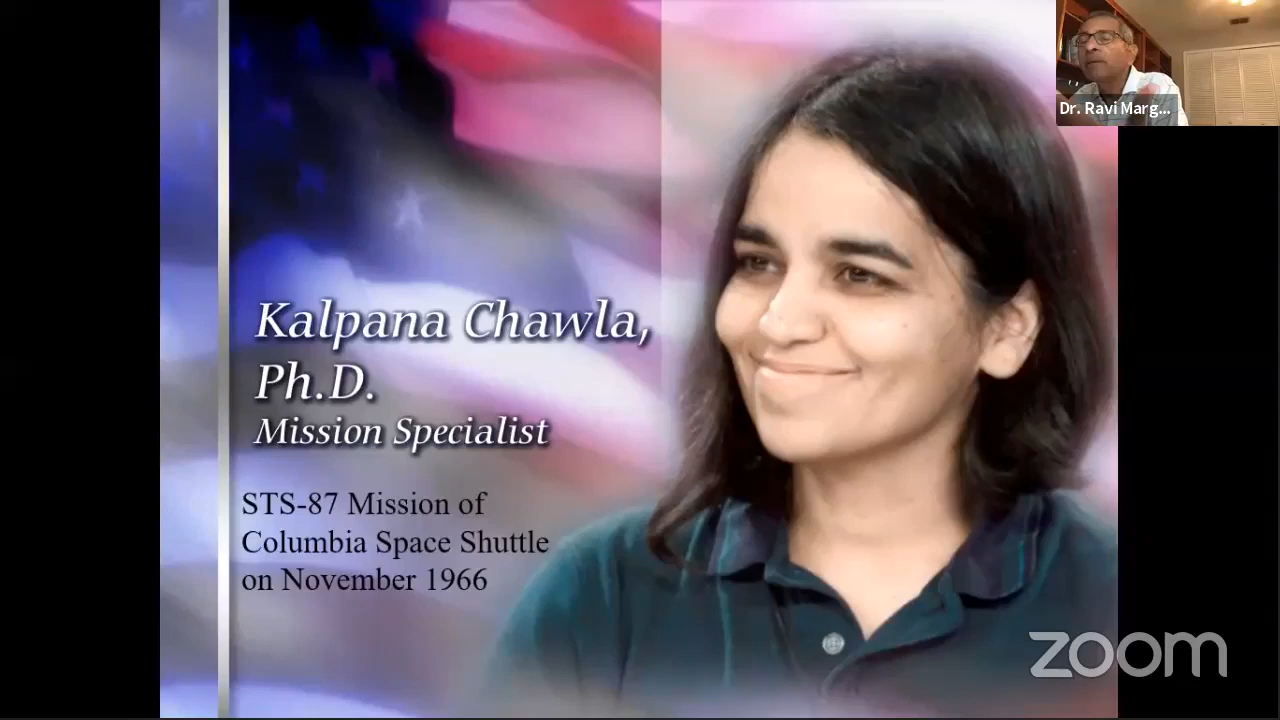 Dr. Ravi Marg...
Kalpana Chawla,
Ph.D.
Mission Specialist
STS-87 Mission of
Columbia Space Shuttle
on November 1966
zoom